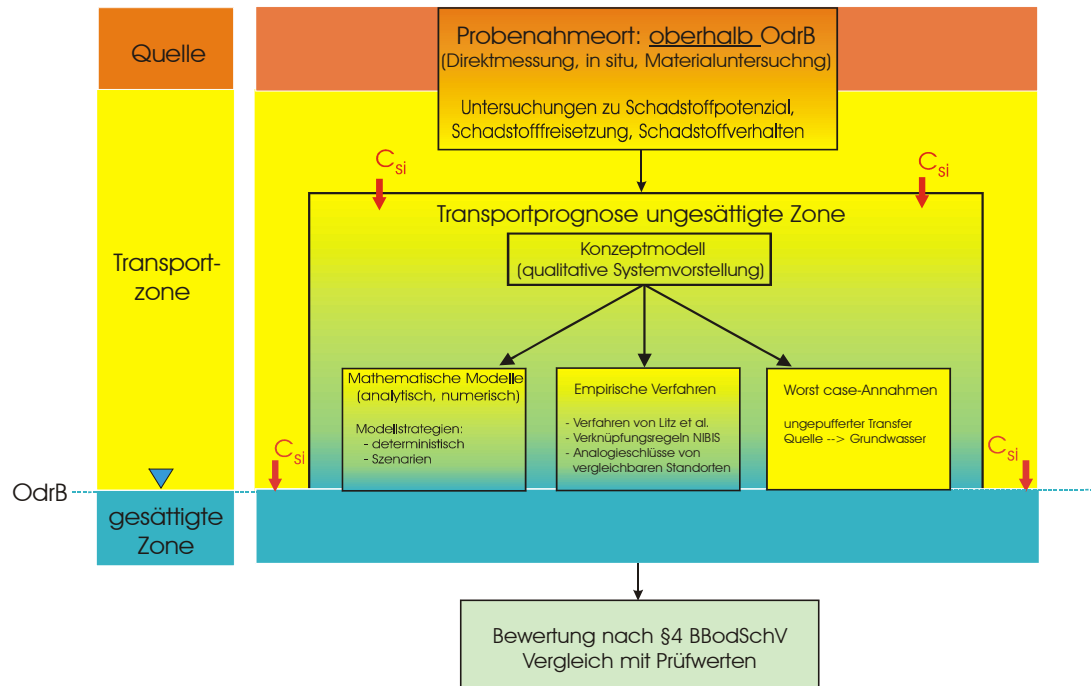 Quelle
Probenahmeort: oberhalb OdrB
(Direktmessung, in situ, Materialuntersuchng)
Untersuchungen zu Schadstoffpotenzial,
Schadstofffreisetzung, Schadstoffverhalten
Csi
Csi
Transportprognose ungesättigte Zone
Konzeptmodell
(qualitative Systemvorstellung)
Transport-
zone
Mathematische Modelle
(analytisch, numerisch)
Modellstrategien:
- deterministisch
- Szenarien
Empirische Verfahren
- Verfahren von Litz et al.
- Verknüpfungsregeln NIBIS
- Analogieschlüsse von
vergleichbaren Standorten
Worst case-Annahmen
ungepufferter Transfer
Quelle --> Grundwasser
Csi
Csi
OdrB
gesättigte
Zone
Bewertung nach §4 BBodSchV
Vergleich mit Prüfwerten